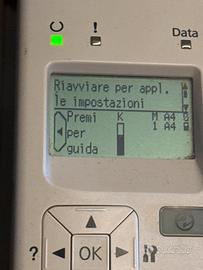 !
Data
Riavviare per appl.
le impostazioni
Premi K M A4
per 1 A4
guida
?
OK